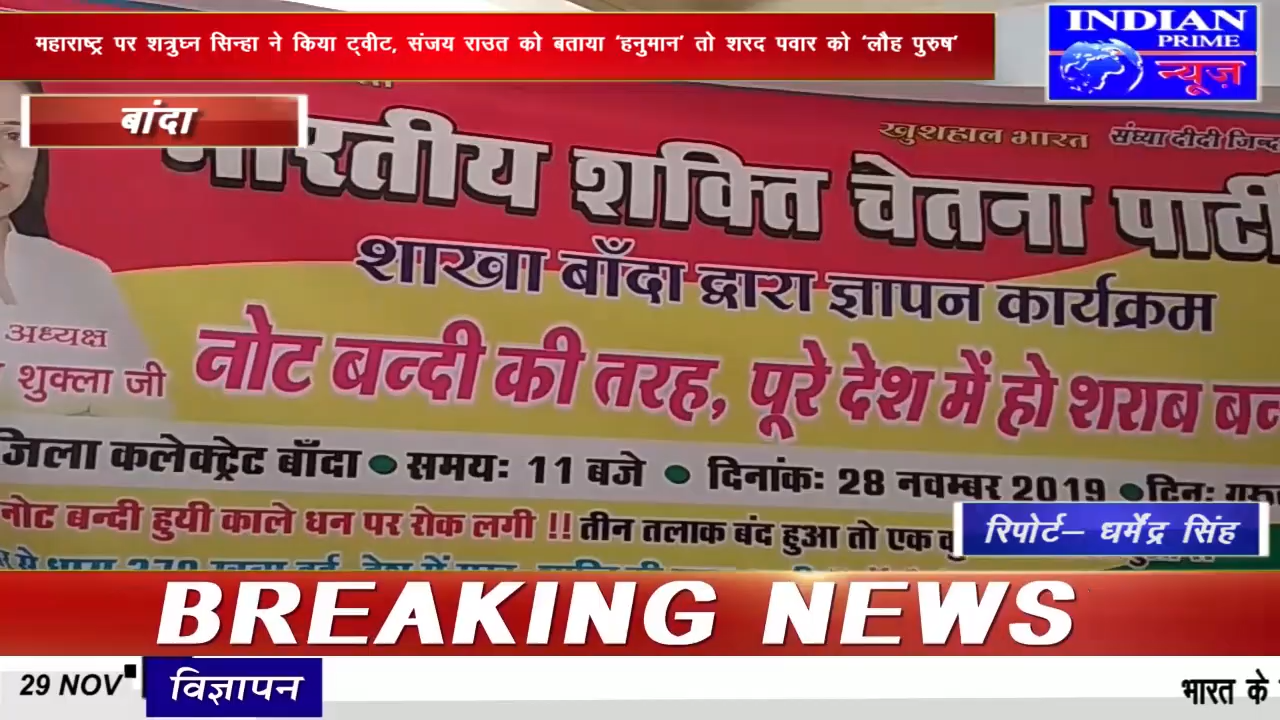 महाराष्ट्र पर शत्रुघ्न सिन्हा ने किया ट्वीट, संजय राउत को बताया ‘हनुमान’ तो शरद पवार को ‘लौह पुरुष’
INDIAN
PRIME
न्यूज़
बांदा
खुशहाल भारत संध्या दीदी
भारतीय शक्ति चेतना पार्टी
शाखा बाँदा द्वारा ज्ञापन कार्यक्रम
अध्यक्ष
शुक्ला जी
नोट बन्दी की तरह, पूरे देश में हो शराब
जिला कलेक्ट्रेट बाँदा ● समय: 11 बजे ● दिनांक: 28 नवम्बर 2019 ● दिन:
नोट बन्दी हुयी काले धन पर रोक लगी !! तीन तलाक बंद हुआ तो एक
रिपोर्ट– धर्मेंद्र सिंह
BREAKING NEWS
29 NOV
विज्ञापन
भारत के